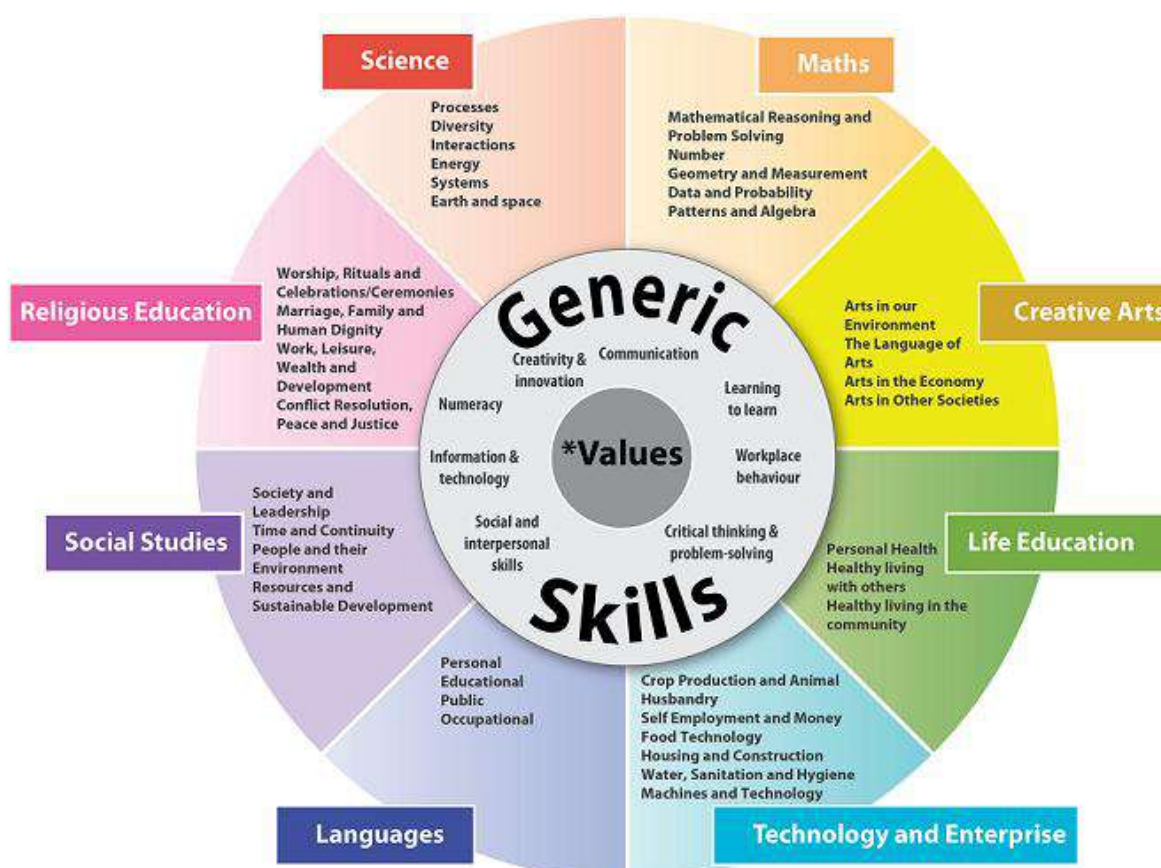 Science
Processes
Diversity
Interactions
Energy
Systems
Earth and space
Maths
Mathematical Reasoning and
Problem Solving
Number
Geometry and Measurement
Data and Probability
Patterns and Algebra
Religious Education
Worship, Rituals and
Celebrations/Ceremonies
Marriage, Family and
Human Dignity
Work, Leisure,
Wealth and
Development
Conflict Resolution,
Peace and Justice
Creative Arts
Arts in our
Environment
The Language of
Arts
Arts in the Economy
Arts in Other Societies
Generic
Creativity &
innovation
Communication
Numeracy
Learning
to learn
*Values
Information &
technology
Workplace
behaviour
Social and
interpersonal
skills
Critical thinking &
problem-solving
Skills
Social Studies
Society and
Leadership
Time and Continuity
People and their
Environment
Resources and
Sustainable Development
Life Education
Personal Health
Healthy living
with others
Healthy living in the
community
Languages
Personal
Educational
Public
Occupational
Technology and Enterprise
Crop Production and Animal
Husbandry
Self Employment and Money
Food Technology
Housing and Construction
Water, Sanitation and Hygiene
Machines and Technology